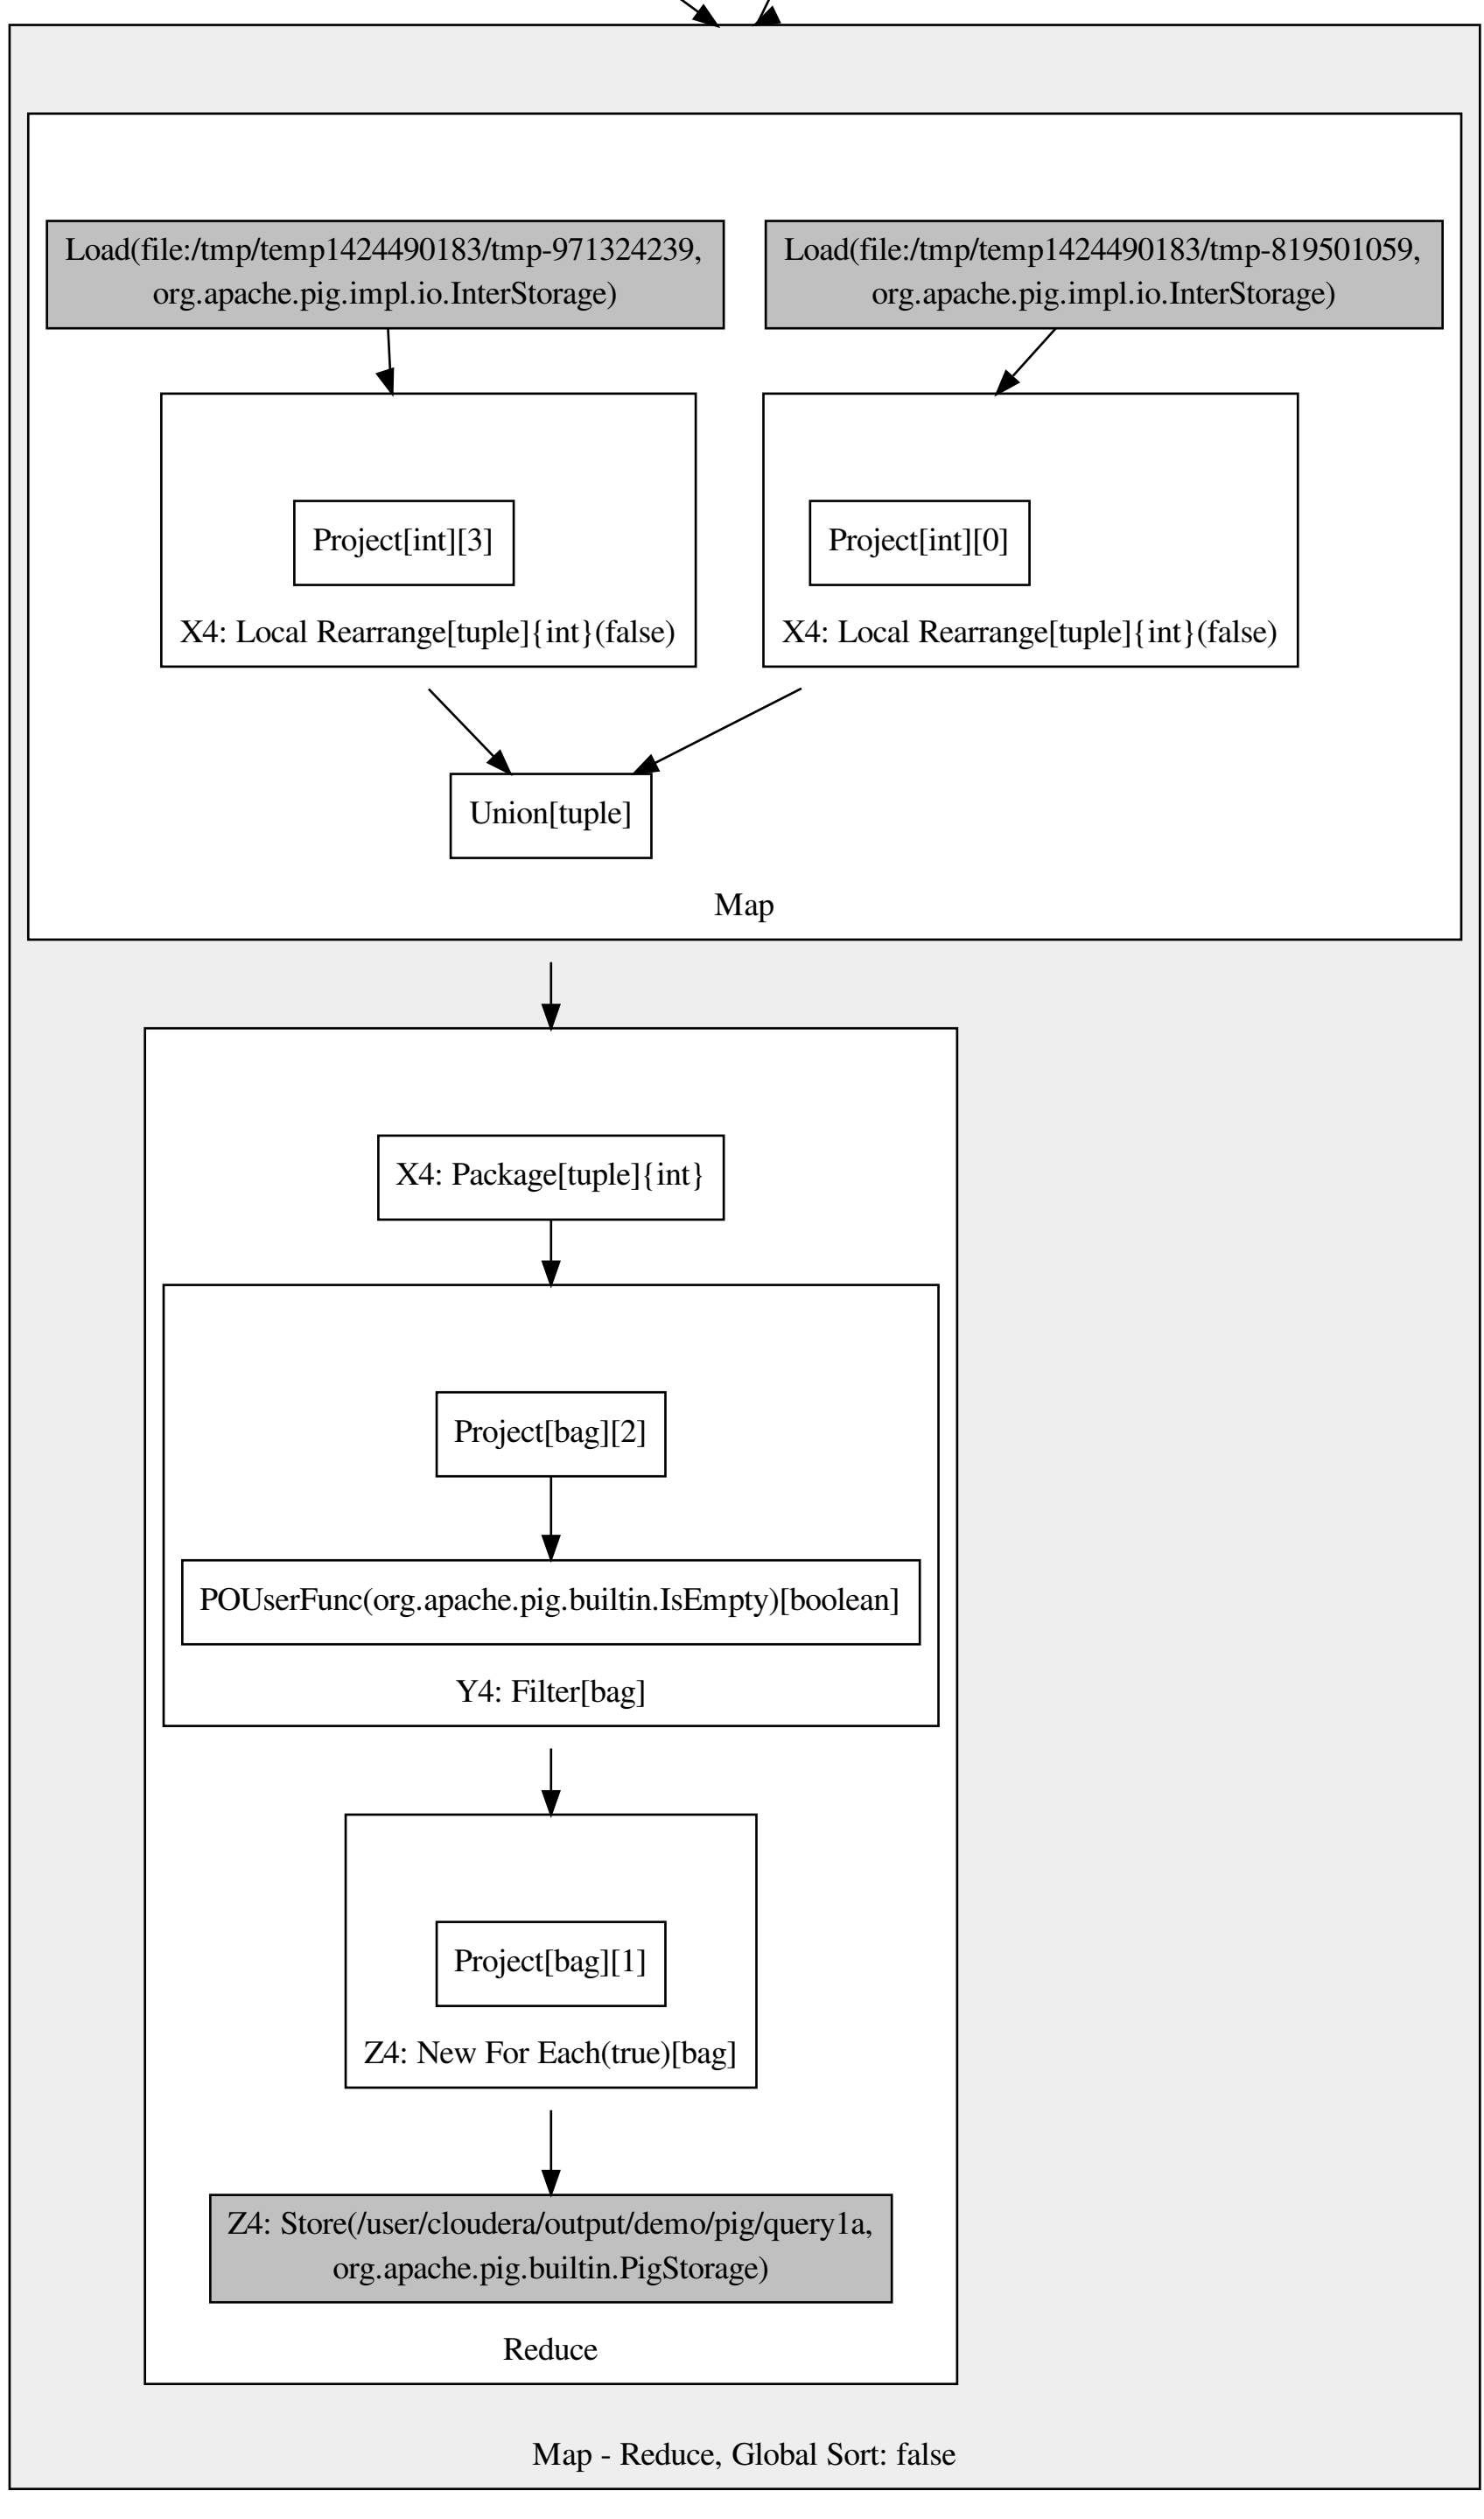 Load(file:/tmp/temp1424490183/tmp-971324239,
org.apache.pig.impl.io.InterStorage)
Load(file:/tmp/temp1424490183/tmp-819501059,
org.apache.pig.impl.io.InterStorage)
Project[int][3]
X4: Local Rearrange[tuple]{int}(false)
Project[int][0]
X4: Local Rearrange[tuple]{int}(false)
Union[tuple]
Map
X4: Package[tuple]{int}
Project[bag][2]
POUserFunc(org.apache.pig.builtin.IsEmpty)[boolean]
Y4: Filter[bag]
Project[bag][1]
Z4: New For Each(true)[bag]
Z4: Store(/user/cloudera/output/demo/pig/query1a,
org.apache.pig.builtin.PigStorage)
Reduce
Map - Reduce, Global Sort: false